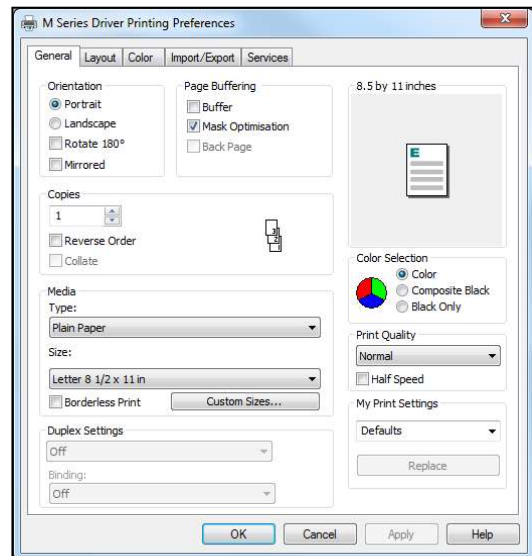 M Series Driver Printing Preferences
General Layout Color Import/Export Services
Orientation
Portrait
Landscape
Rotate 180°
Mirrored
Page Buffering
Buffer
Mask Optimisation
Back Page
8.5 by 11 inches
E
Copies
1
Reverse Order
Collate
3
2
1
Color Selection
Color
Composite Black
Black Only
Media
Type:
Plain Paper
Size:
Letter 8 1/2 x 11 in
Borderless Print
Custom Sizes...
Print Quality
Normal
Half Speed
My Print Settings
Defaults
Replace
Duplex Settings
Off
Binding:
Off
OK Cancel Apply Help